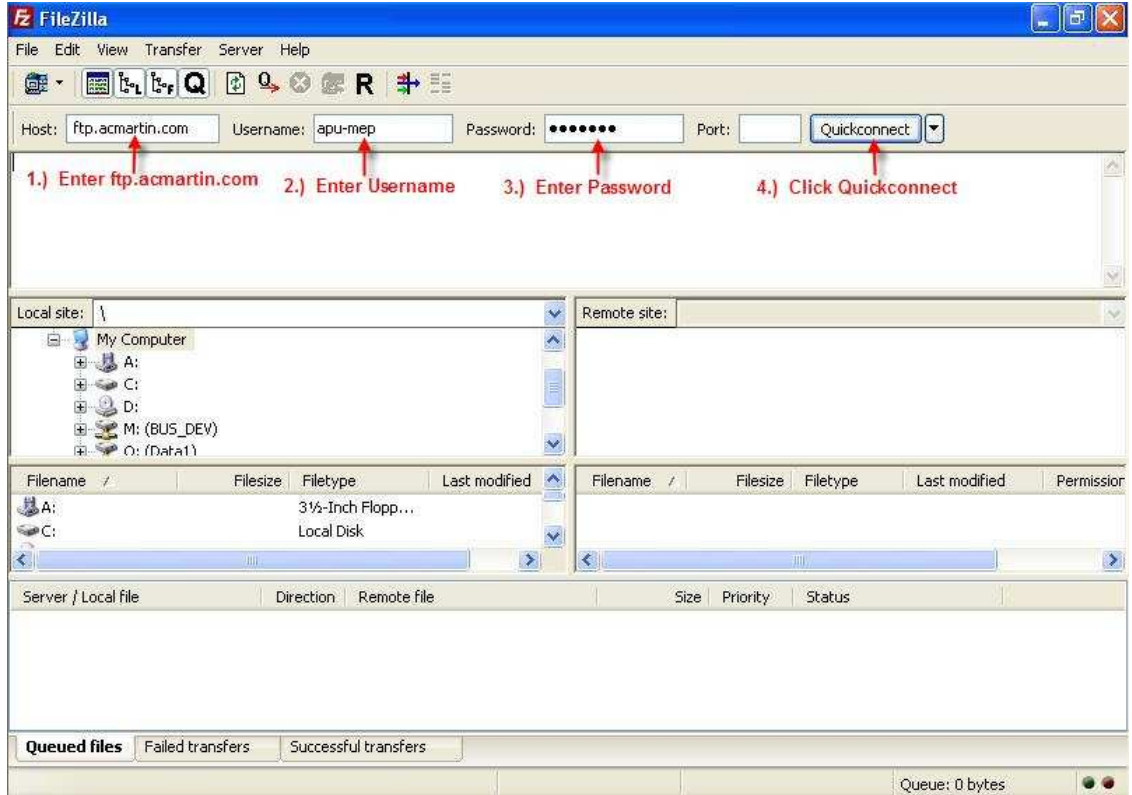 FileZilla
File Edit View Transfer Server Help
Host: ftp.acmartin.com Username: apu-mep Password: ●●●●●●● Port: Quickconnect
1.) Enter ftp.acmartin.com 2.) Enter Username 3.) Enter Password 4.) Click Quickconnect
Local site: \ Remote site:
My Computer
A:
C:
D:
M: (BUS_DEV)
O: (Data1)
Filename / Filesize Filetype Last modified Filename / Filesize Filetype Last modified Permission
A: 3½-Inch Flopp...
C: Local Disk
Server / Local file Direction Remote file Size Priority Status
Queued files Failed transfers Successful transfers
Queue: 0 bytes